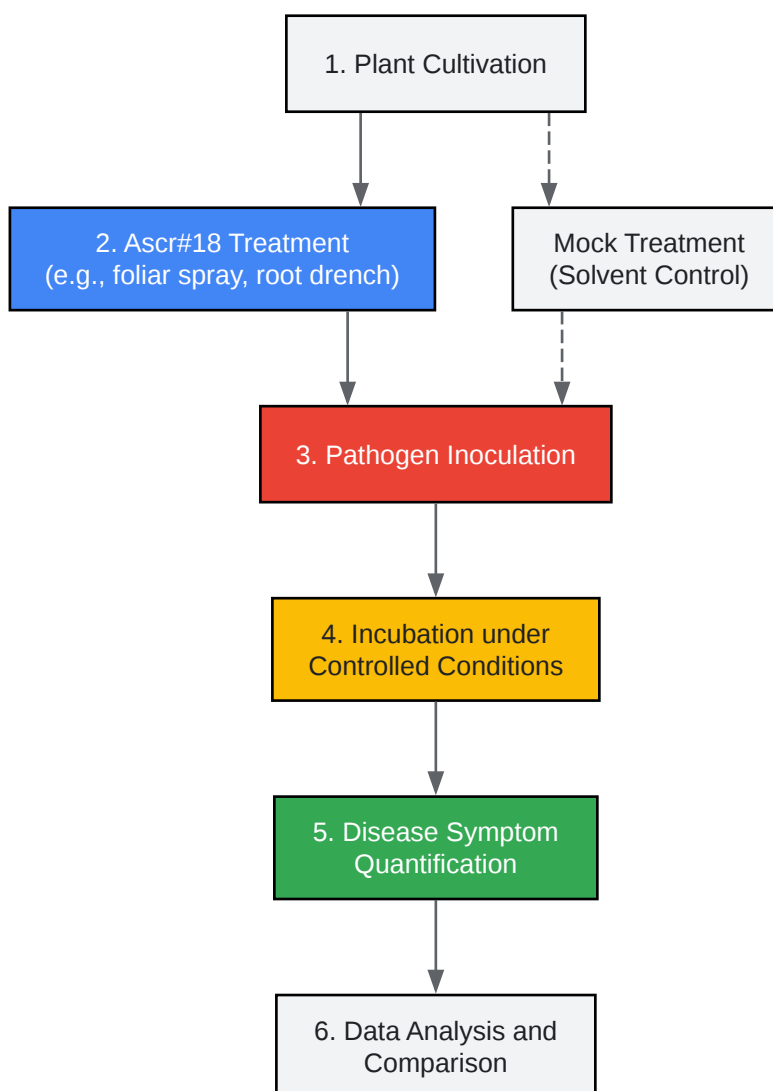 1. Plant Cultivation
2. Ascr#18 Treatment
(e.g., foliar spray, root drench)
Mock Treatment
(Solvent Control)
3. Pathogen Inoculation
4. Incubation under
Controlled Conditions
5. Disease Symptom
Quantification
6. Data Analysis and
Comparison